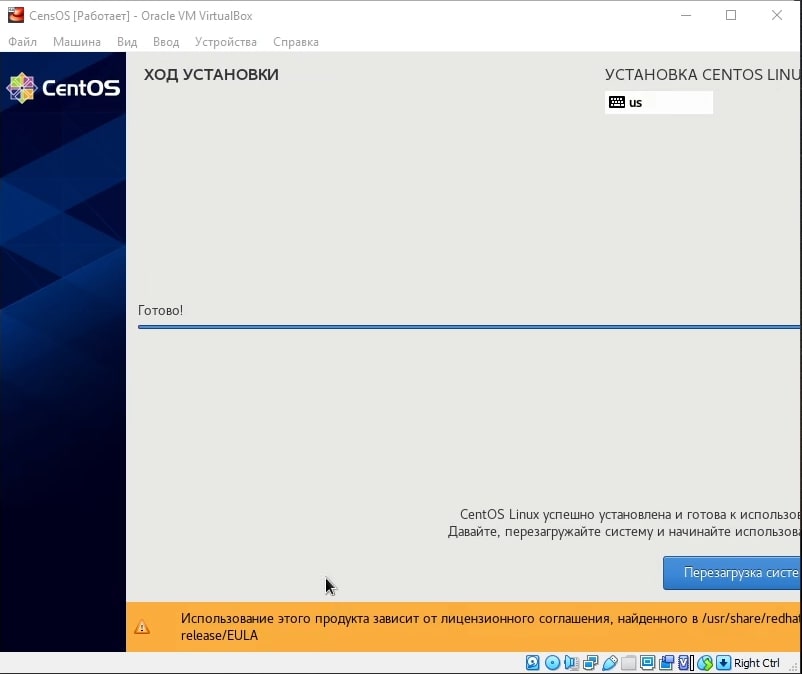 CensOS [Работает] - Oracle VM VirtualBox
Файл Машина Вид Ввод Устройства Справка
CentOS
ХОД УСТАНОВКИ
УСТАНОВКА CENTOS LINU
us
Готово!
CentOS Linux успешно установлена и готова к использов
Давайте, перезагружайте систему и начинайте использова
Перезагрузка систе
Использование этого продукта зависит от лицензионного соглашения, найденного в /usr/share/redhat
release/EULA
Right Ctrl